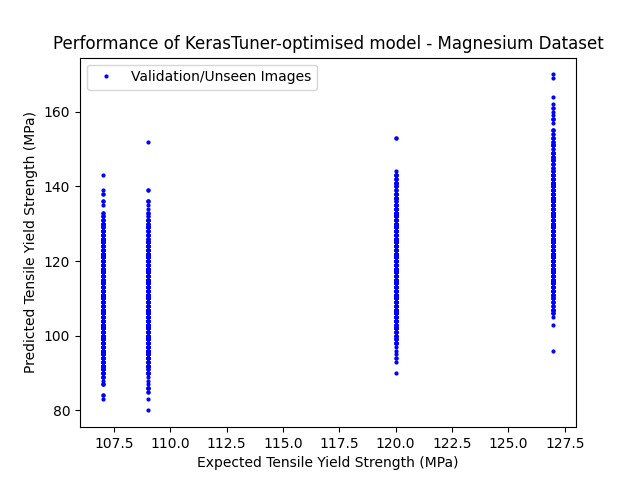 Performance of KerasTuner-optimised model - Magnesium Dataset
Validation/Unseen Images
Predicted Tensile Yield Strength (MPa)
160
140
120
100
80
107.5 110.0 112.5 115.0 117.5 120.0 122.5 125.0 127.5
Expected Tensile Yield Strength (MPa)